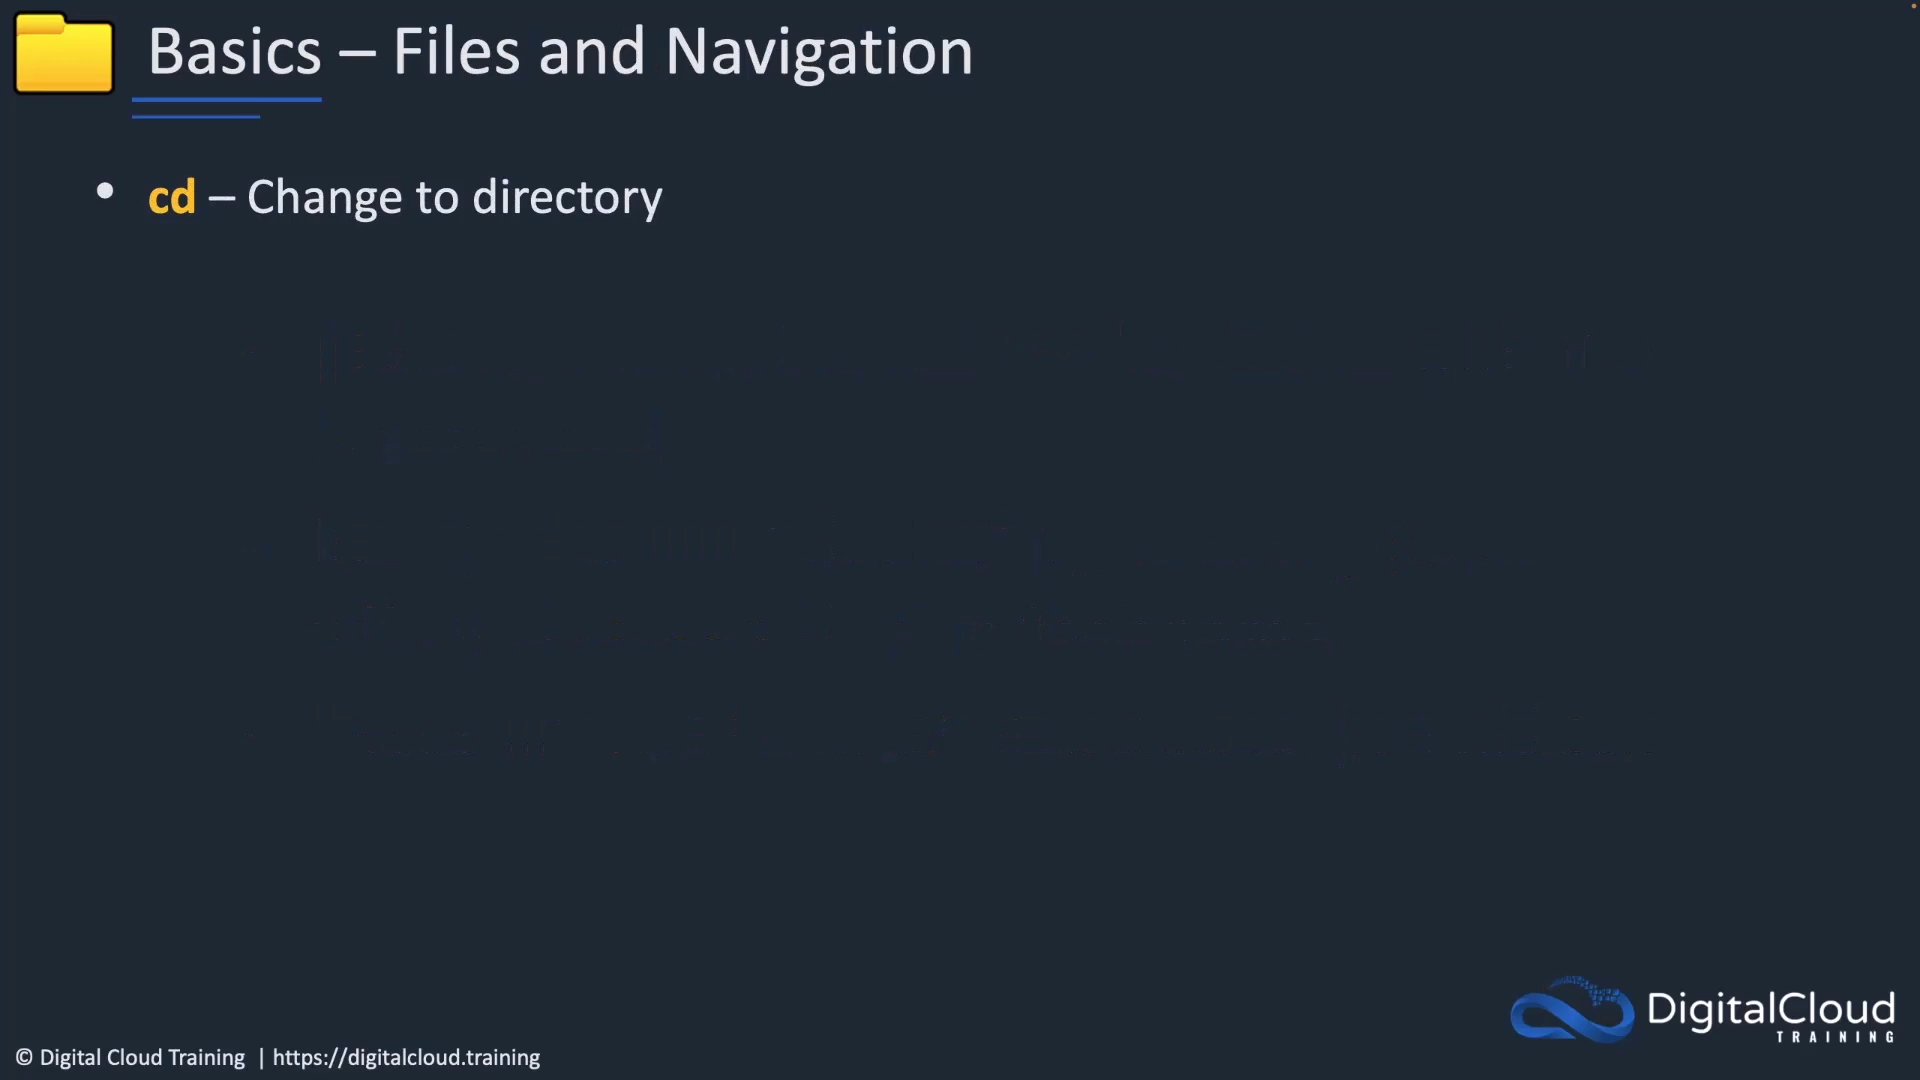 Basics – Files and Navigation
• cd – Change to directory
DigitalCloud
TRAINING
© Digital Cloud Training | https://digitalcloud.training